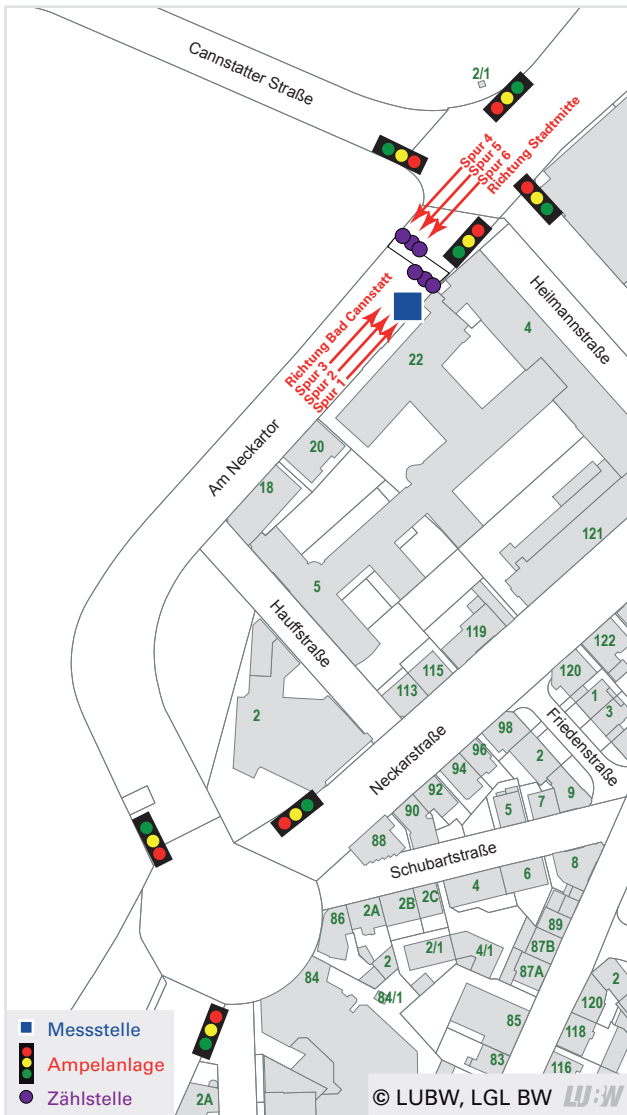 Cannstatter Straße
2/1
Spur 4
Spur 5
Spur 6
Richtung Stadtmitte
Richtung Bad Cannstatt
Spur 3
Spur 2
Spur 1
Heilmannstraße
4
22
Am Neckartor
20
18
121
5
Hauffstraße
119
115
113
122
120
1
3
2
Friedenstraße
98
96
94
92
90
88
2
5
7
9
Neckarstraße
Schubartstraße
8
6
4
2C
2B
2A
86
89
87B
87A
2/1
4/1
2
84
84/1
85
83
2
120
118
116
2A
Messstelle
Ampelanlage
Zählstelle
© LUBW, LGL BW LUBW